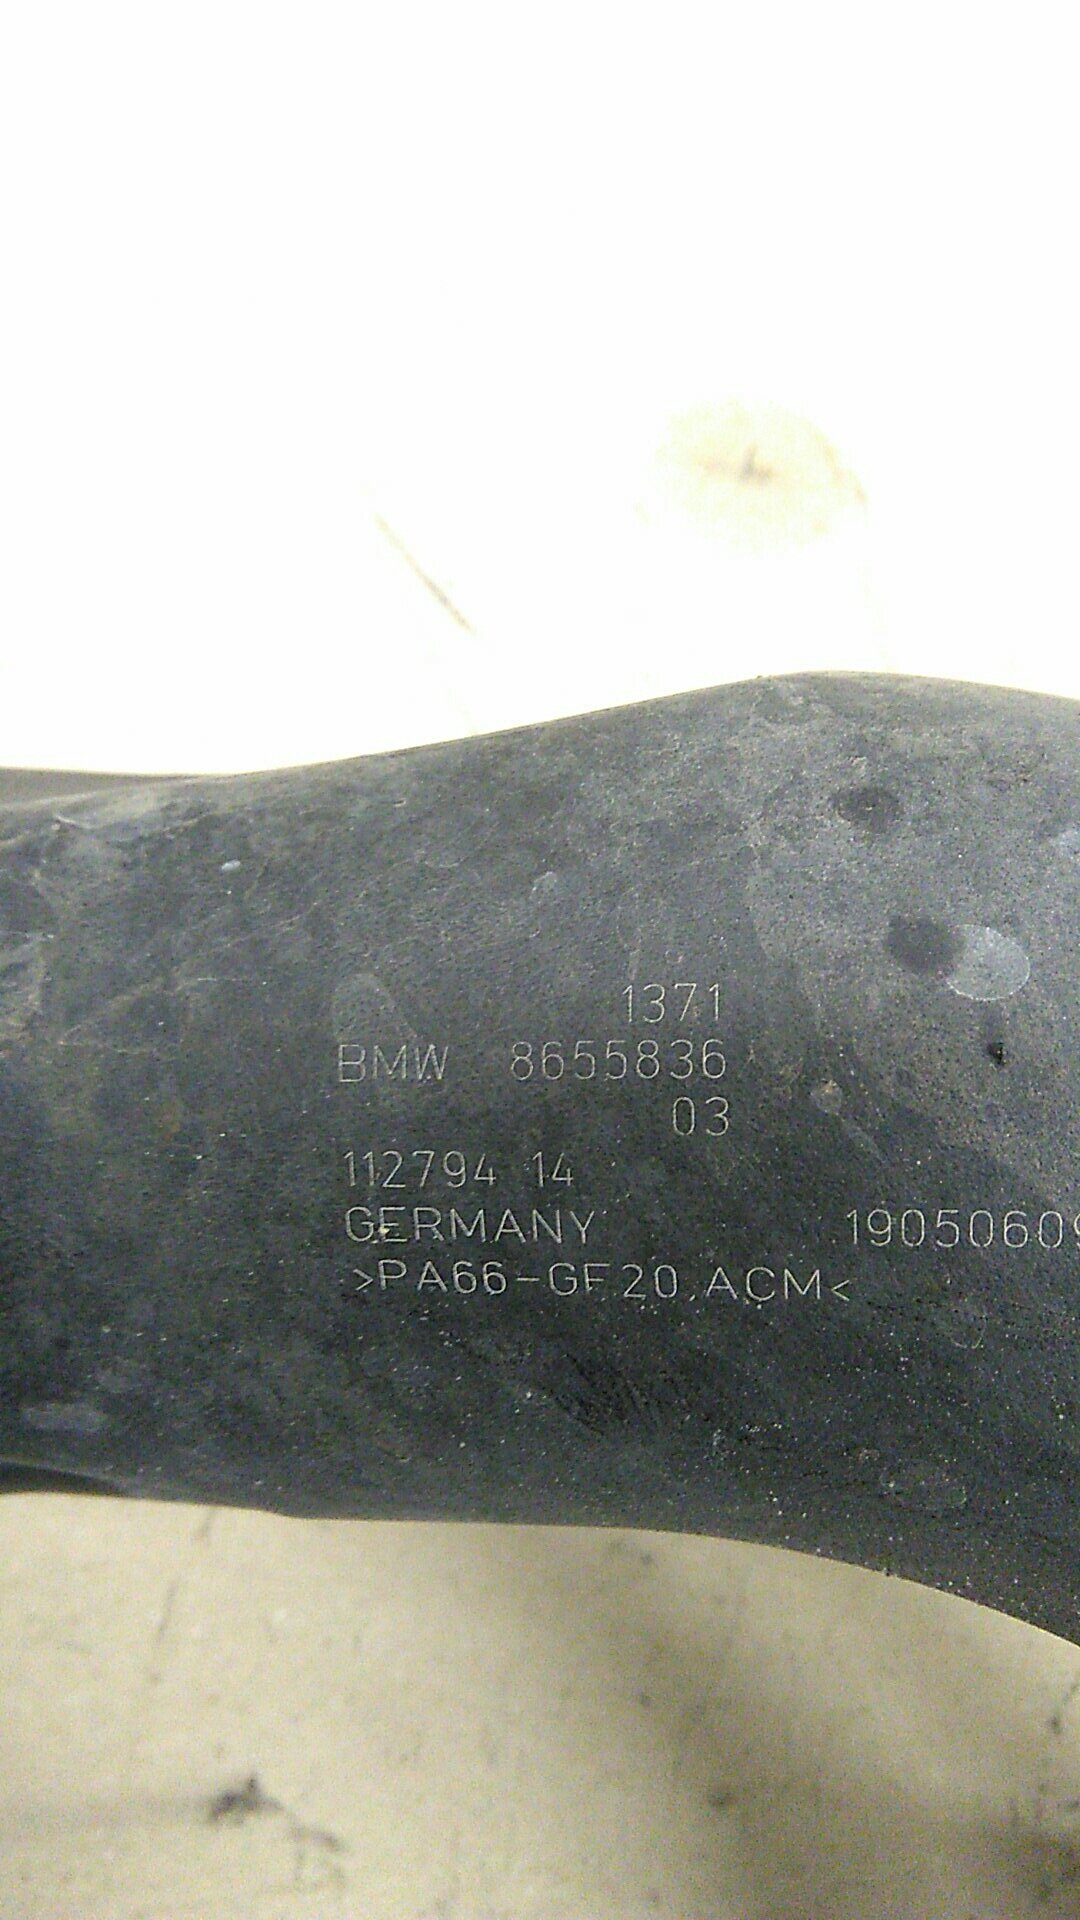 1371
BMW 8655836
03
112794 14
GERMANY 1905060
>PA66-GF20,ACM<